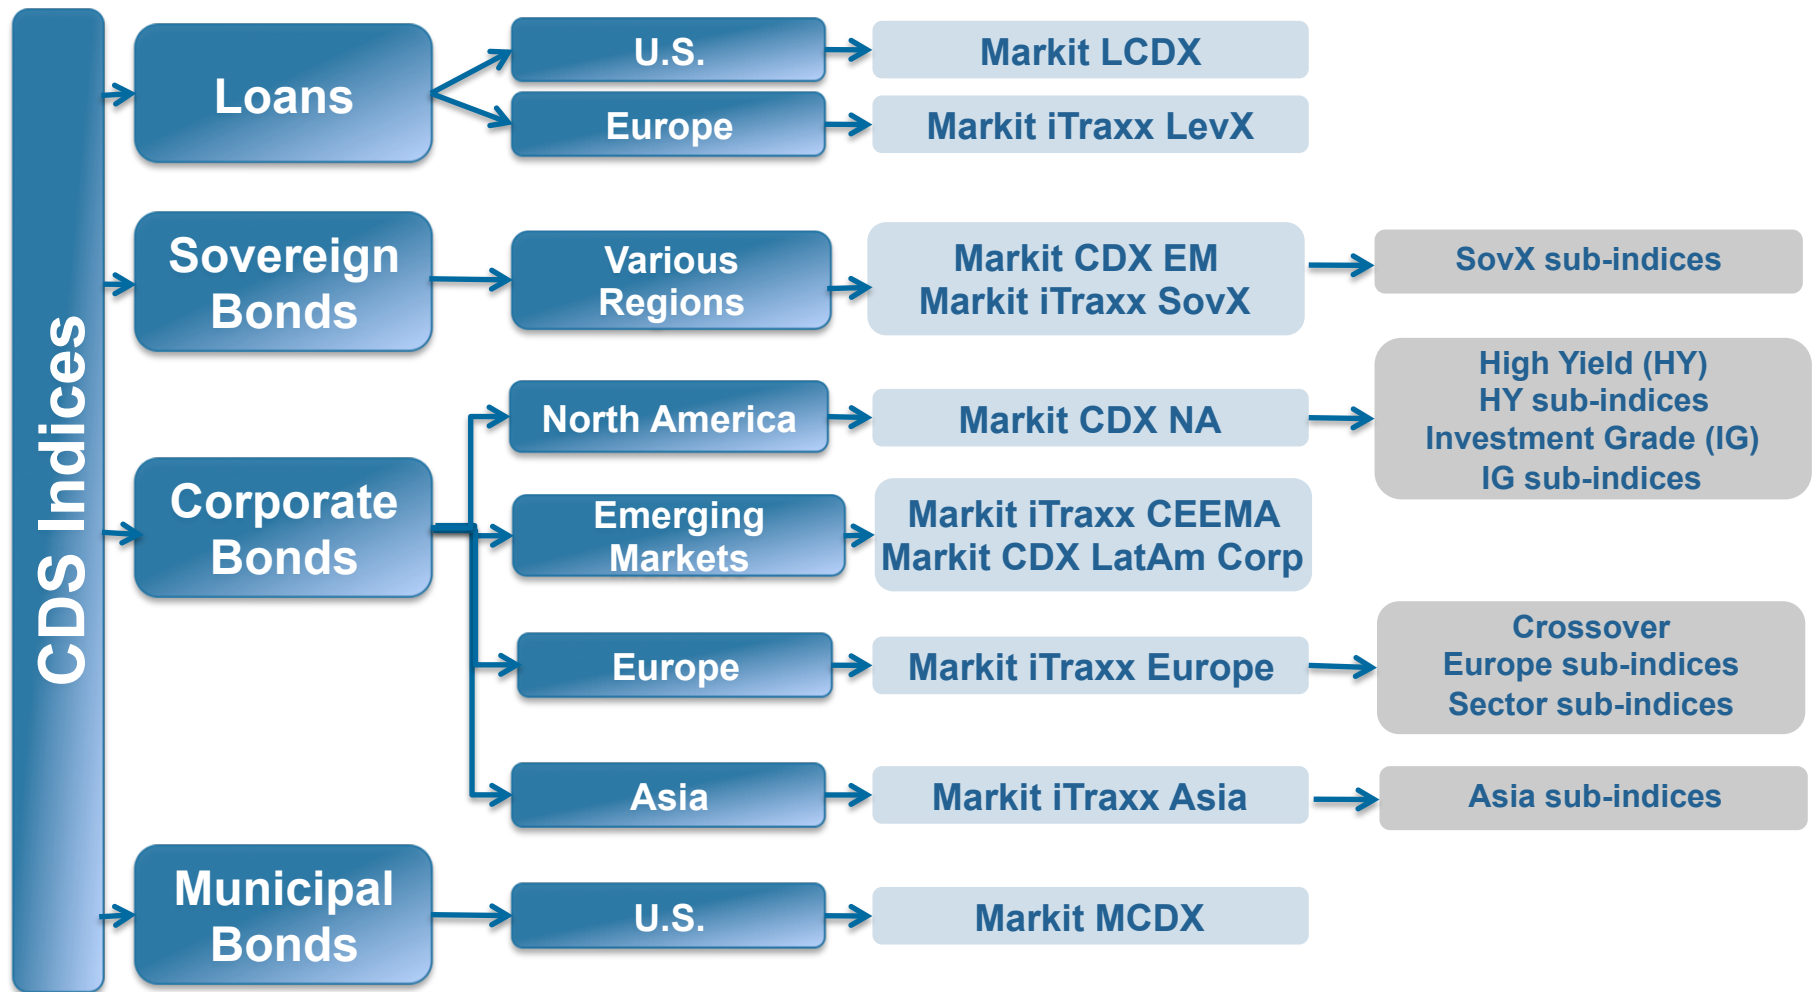 CDS Indices
Loans
U.S.
Markit LCDX
Europe
Markit iTraxx LevX
Sovereign
Bonds
Various
Regions
Markit CDX EM
Markit iTraxx SovX
SovX sub-indices
Corporate
Bonds
North America
Markit CDX NA
High Yield (HY)
HY sub-indices
Investment Grade (IG)
IG sub-indices
Emerging
Markets
Markit iTraxx CEEMA
Markit CDX LatAm Corp
Europe
Markit iTraxx Europe
Crossover
Europe sub-indices
Sector sub-indices
Asia
Markit iTraxx Asia
Asia sub-indices
Municipal
Bonds
U.S.
Markit MCDX